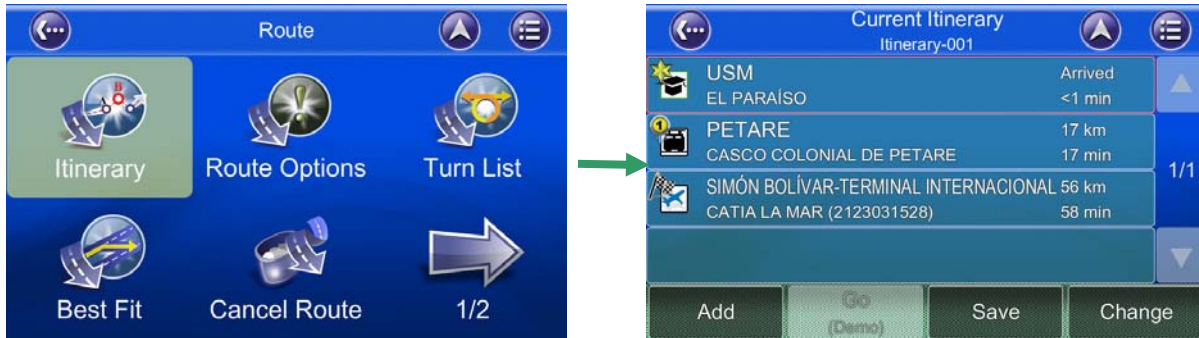 Route
Itinerary
Route Options
Turn List
Best Fit
Cancel Route
1/2
Current Itinerary
Itinerary-001
USM
Arrived
EL PARAÍSO
<1 min
1
PETARE
17 km
CASCO COLONIAL DE PETARE
17 min
SIMÓN BOLÍVAR-TERMINAL INTERNACIONAL
56 km
CATIA LA MAR (2123031528)
58 min
1/1
Add
Go
(Demo)
Save
Change
B